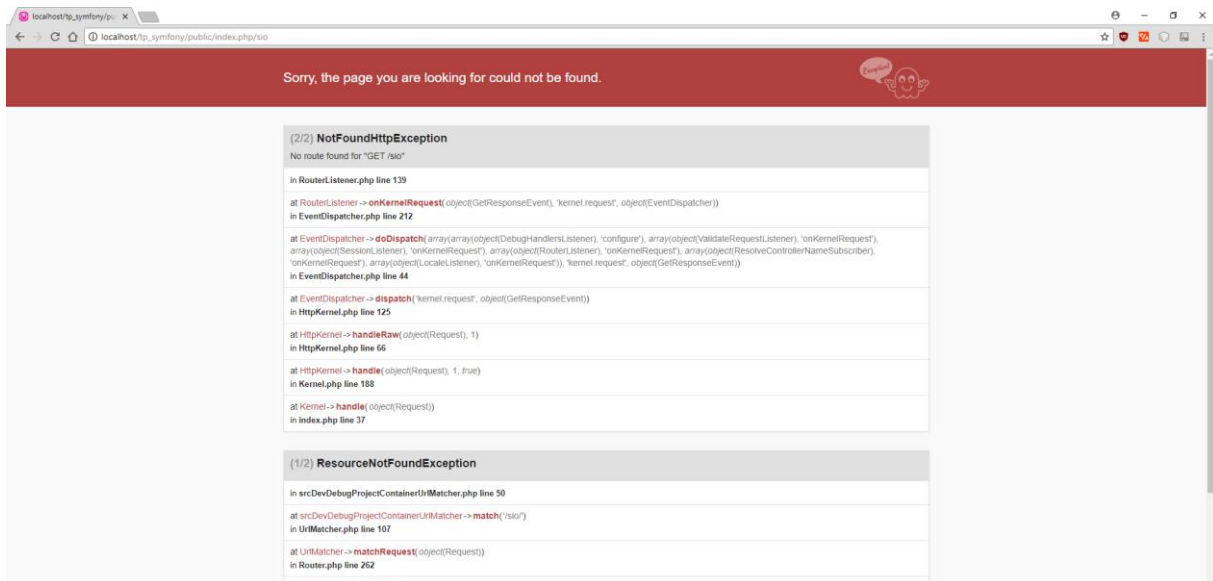 localhost/tp_symfony/pu
localhost/tp_symfony/public/index.php/sio
Sorry, the page you are looking for could not be found.
Exception!
(2/2) NotFoundHttpException
No route found for "GET /sio"
in RouterListener.php line 139
at RouterListener->onKernelRequest(object(GetResponseEvent), 'kernel.request', object(EventDispatcher))
in EventDispatcher.php line 212
at EventDispatcher->doDispatch(array(array(object(DebugHandlersListener), 'configure'), array(object(ValidateRequestListener), 'onKernelRequest'),
array(object(SessionListener), 'onKernelRequest'), array(object(RouterListener), 'onKernelRequest'), array(object(ResolveControllerNameSubscriber),
'onKernelRequest'), array(object(LocaleListener), 'onKernelRequest')), 'kernel.request', object(GetResponseEvent))
in EventDispatcher.php line 44
at EventDispatcher->dispatch('kernel.request', object(GetResponseEvent))
in HttpKernel.php line 125
at HttpKernel->handleRaw(object(Request), 1)
in HttpKernel.php line 66
at HttpKernel->handle(object(Request), 1, true)
in Kernel.php line 188
at Kernel->handle(object(Request))
in index.php line 37
(1/2) ResourceNotFoundException
in srcDevDebugProjectContainerUrlMatcher.php line 50
at srcDevDebugProjectContainerUrlMatcher->match('/sio/')
in UrlMatcher.php line 107
at UrlMatcher->matchRequest(object(Request))
in Router.php line 262